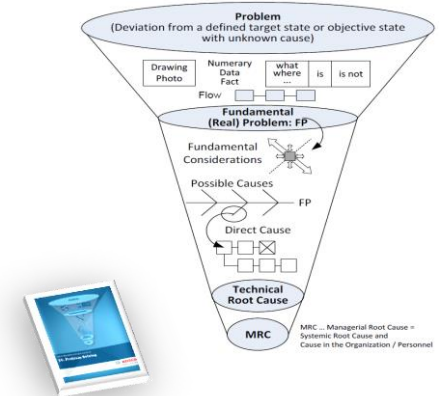 Problem
(Deviation from a defined target state or objective state
with unknown cause)
Drawing
Photo
Numerary
Data
Fact
what
where
...
is
is not
Flow
Fundamental
(Real) Problem: FP
Fundamental
Considerations
Possible Causes
FP
Direct Cause
Technical
Root Cause
MRC
MRC ... Managerial Root Cause =
Systemic Root Cause and
Cause in the Organization / Personnel